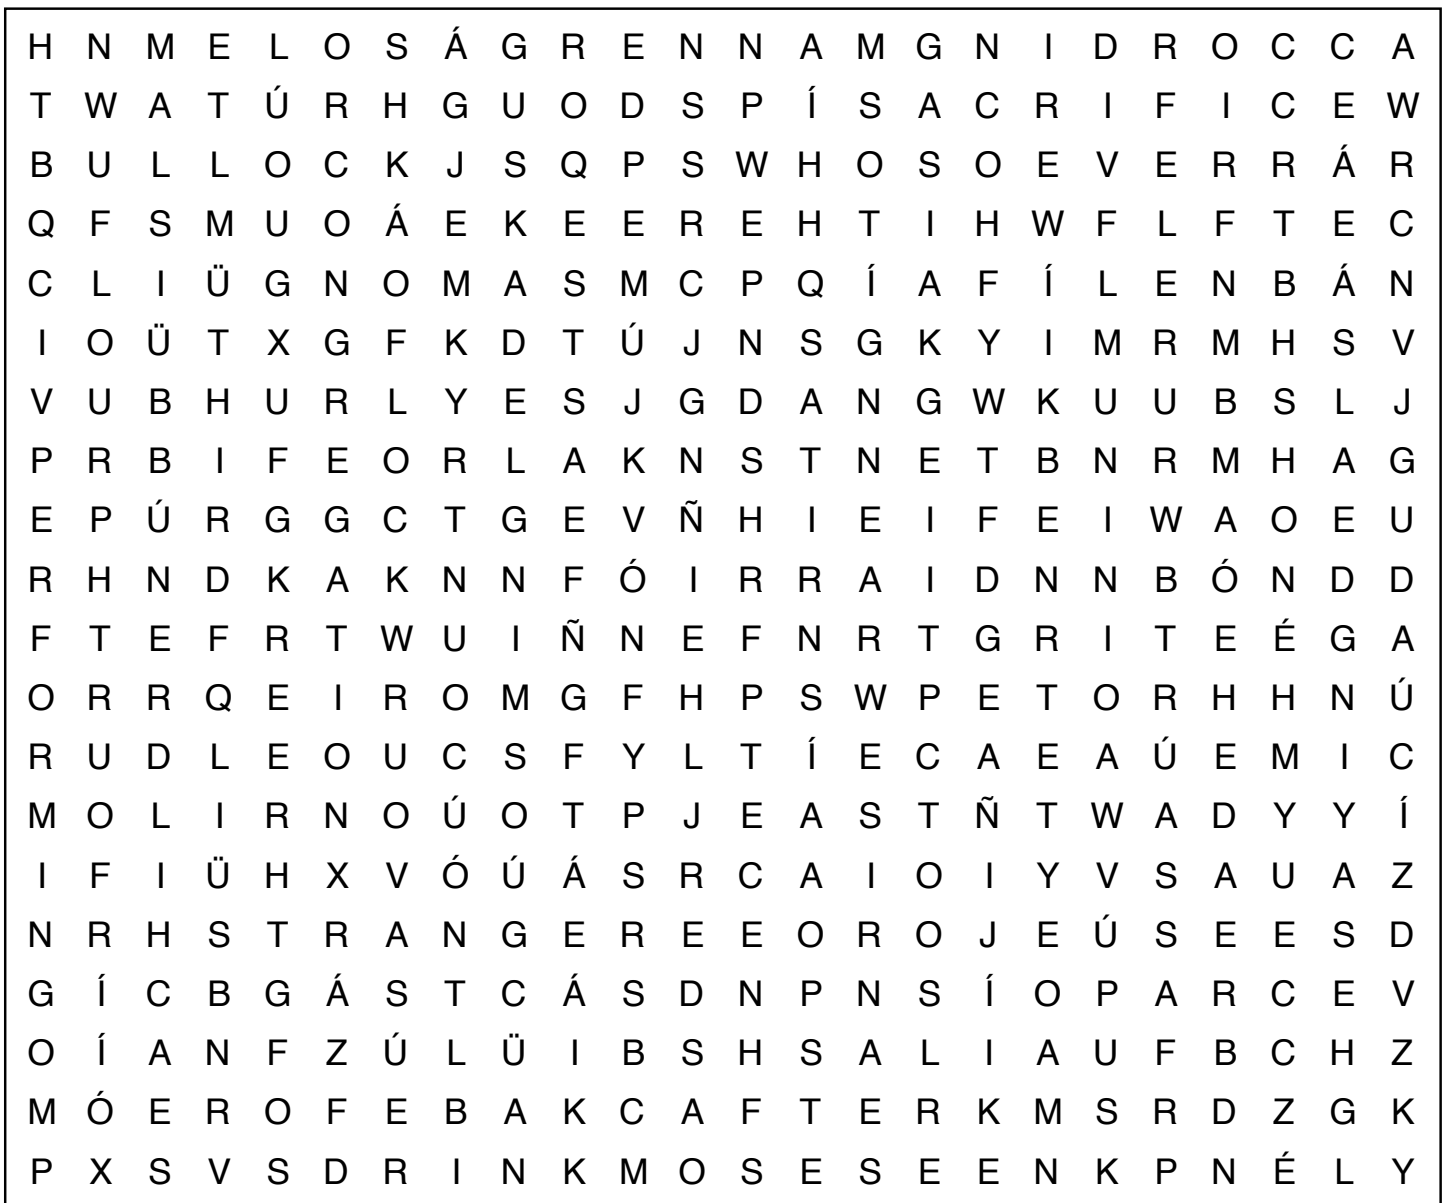 H N M E L O S Á G R E N N A M G N I D R O C C A
T W A T Ú R H G U O D S P Í S A C R I F I C E W
B U L L O C K J S Q P S W H O S O E V E R R Á R
Q F S M U O Á E K E E R E H T I H W F L F T E C
C L I Ü G N O M A S M C P Q Í A F Í L E N B Á N
I O Ü T X G F K D T Ú J N S G K Y I M R M H S V
V U B H U R L Y E S J G D A N G W K U U B S L J
P R B I F E O R L A K N S T N E T B N R M H A G
E P Ú R G G C T G E V Ñ H I E I F E I W A O E U
R H N D K A K N N F Ó I R R A I D N N B Ó N D D
F T E F R T W U I Ñ N E F N R T G R I T E É G A
O R R Q E I R O M G F H P S W P E T O R H H N Ú
R U D L E O U C S F Y L T Í E C A E A Ú E M I C
M O L I R N O Ú O T P J E A S T Ñ T W A D Y Y Í
I F I Ü H X V Ó Ú Á S R C A I O I Y V S A U A Z
N R H S T R A N G E R E E O R O J E Ú S E E S D
G Í C B G Á S T C Á S D N P N S Í O P A R C E V
O Í A N F Z Ú L Ü I B S H S A L I A U F B C H Z
M Ó E R O F E B A K C A F T E R K M S R D Z G K
P X S V S D R I N K M O S E S E E N K P N É L Y